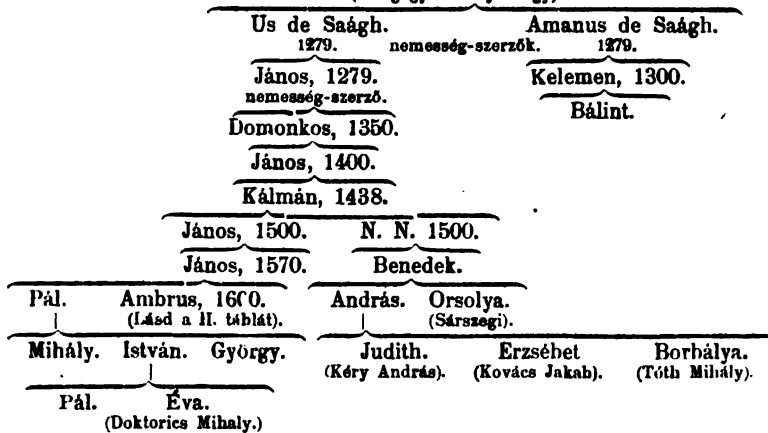 Us de Saágh. Amanus de Saágh.
1279. nemesség-szerzők. 1279.
János, 1279. Kelemen, 1300.
nemesség-szerző. Bálint.
Domonkos, 1350.
János, 1400.
Kálmán, 1438.
János, 1500. N. N. 1500.
János, 1570. Benedek.
Pál. Ambrus, 1600. András. Orsolya.
(Lásd a II. táblát). (Sárszegi).
Mihály. István. György. Judith. Erzsébet Borbálya.
(Kéry András). (Kovács Jakab). (Tóth Mihály).
Pál. Éva.
(Doktorics Mihaly.)